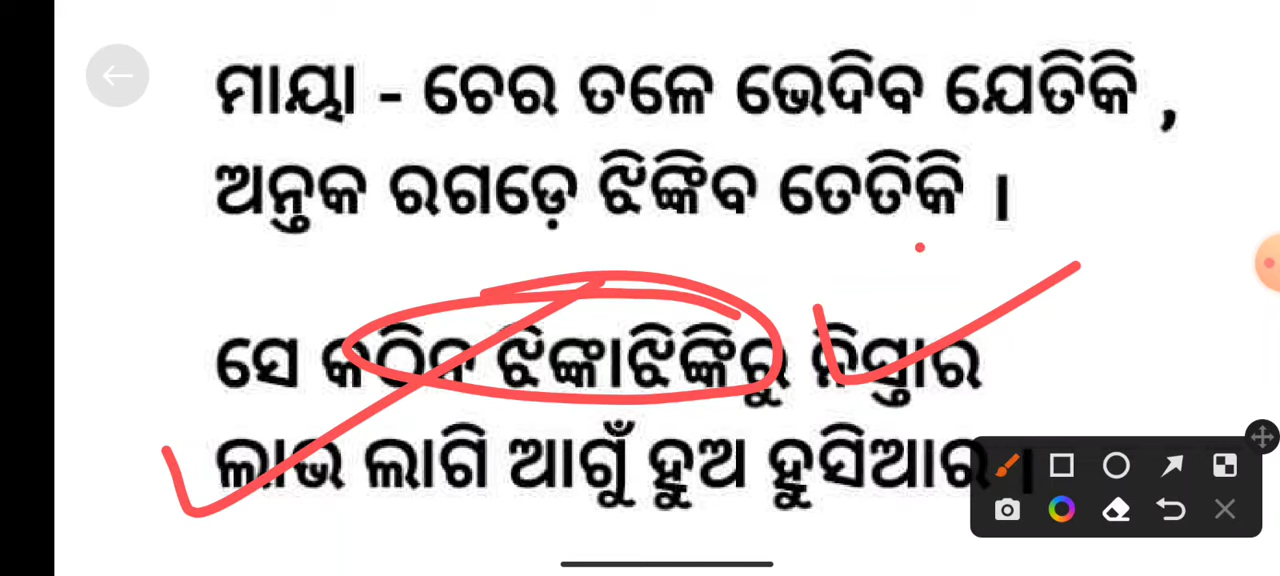 ମାୟା - ଚେର ତଳେ ଭେଦିବ ଯେତିକି ,
ଅନ୍ତକ ରଗଡ଼େ ଝିଙ୍କିବ ତେତିକି ।
ସେ କଠିନ ଝିଙ୍କାଝିଙ୍କିରୁ ନିସ୍ତାର
ଲାଭ ଲାଗି ଆଗୁଁ ହୁଅ ହୁସିଆର ।